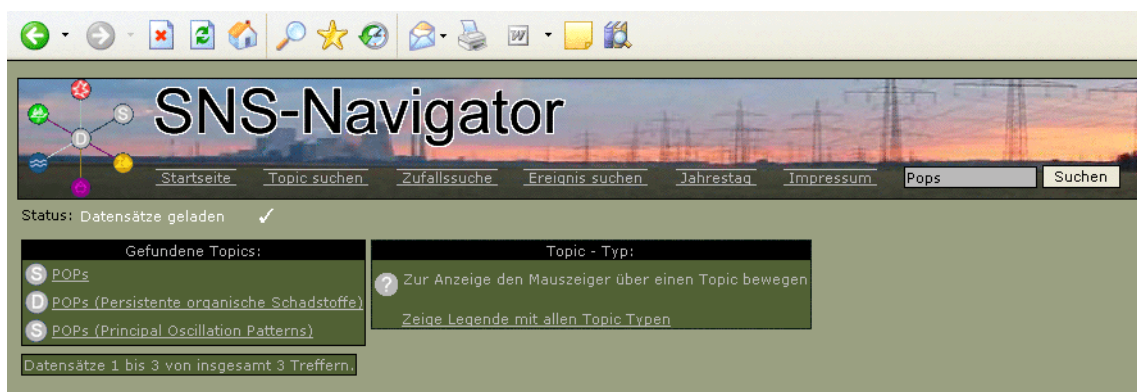 W
SNS-Navigator
S
D
Startseite Topic suchen Zufallssuche Ereignis suchen Jahrestag Impressum Pops Suchen
Status: Datensätze geladen ✓
Gefundene Topics:
S POPs
D POPs (Persistente organische Schadstoffe)
S POPs (Principal Oscillation Patterns)
Datensätze 1 bis 3 von insgesamt 3 Treffern.
Topic - Typ:
? Zur Anzeige den Mauszeiger über einen Topic bewegen
Zeige Legende mit allen Topic Typen